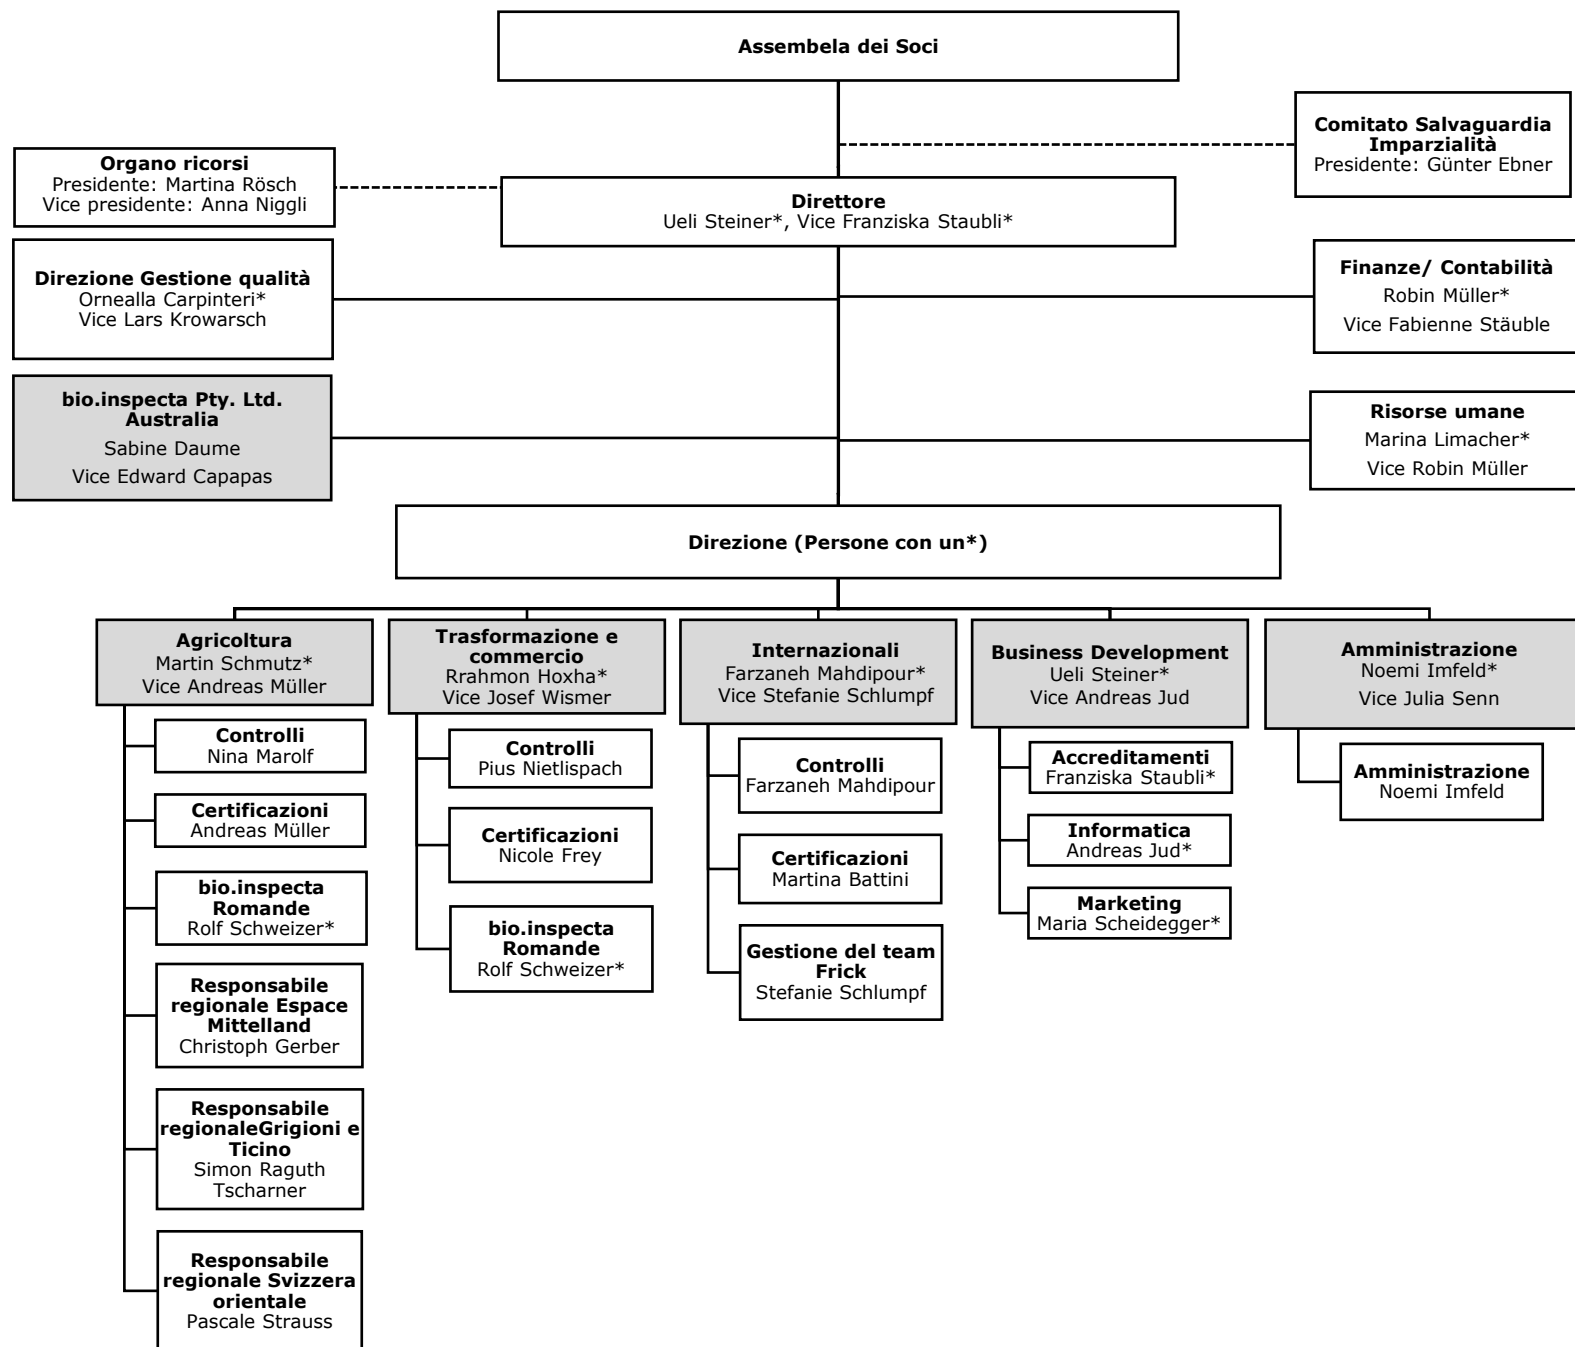 Assembela dei Soci
Comitato Salvaguardia
Imparzialità
Presidente: Günter Ebner
Organo ricorsi
Presidente: Martina Rösch
Vice presidente: Anna Niggli
Direttore
Ueli Steiner*, Vice Franziska Staubli*
Direzione Gestione qualità
Ornealla Carpinteri*
Vice Lars Krowarsch
Finanze/ Contabilità
Robin Müller*
Vice Fabienne Stäuble
bio.inspecta Pty. Ltd.
Australia
Sabine Daume
Vice Edward Capapas
Risorse umane
Marina Limacher*
Vice Robin Müller
Direzione (Persone con un*)
Agricoltura
Martin Schmutz*
Vice Andreas Müller
Controlli
Nina Marolf
Certificazioni
Andreas Müller
bio.inspecta
Romande
Rolf Schweizer*
Responsabile
regionale Espace
Mittelland
Christoph Gerber
Responsabile
regionaleGrigioni e
Ticino
Simon Raguth
Tscharner
Responsabile
regionale Svizzera
orientale
Pascale Strauss
Trasformazione e
commercio
Rrahmon Hoxha*
Vice Josef Wismer
Controlli
Pius Nietlispach
Certificazioni
Nicole Frey
bio.inspecta
Romande
Rolf Schweizer*
Internazionali
Farzaneh Mahdipour*
Vice Stefanie Schlumpf
Controlli
Farzaneh Mahdipour
Certificazioni
Martina Battini
Gestione del team
Frick
Stefanie Schlumpf
Business Development
Ueli Steiner*
Vice Andreas Jud
Accreditamenti
Franziska Staubli*
Informatica
Andreas Jud*
Marketing
Maria Scheidegger*
Amministrazione
Noemi Imfeld*
Vice Julia Senn
Amministrazione
Noemi Imfeld